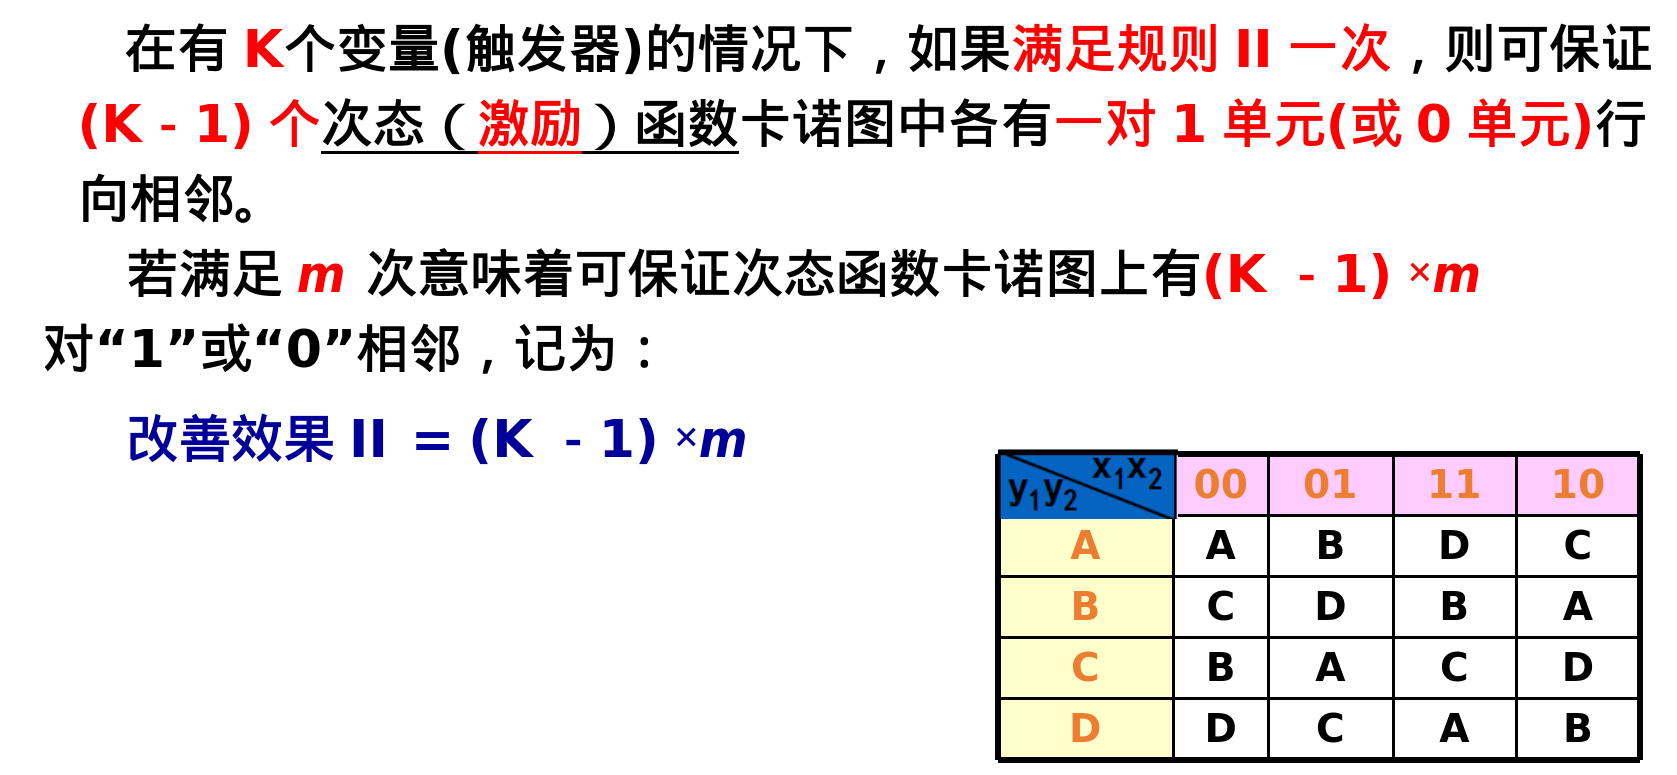 在有 K个变量(触发器)的情况下，如果满足规则 II 一次，则可保证
(K - 1) 个次态（激励）函数卡诺图中各有一对 1 单元(或 0 单元)行
向相邻。
若满足 m 次意味着可保证次态函数卡诺图上有(K - 1) ×m
对“1”或“0”相邻，记为：
改善效果 II = (K - 1) ×m
x₁x₂ 00 01 11 10
y₁y₂
A A B D C
B C D B A
C B A C D
D D C A B